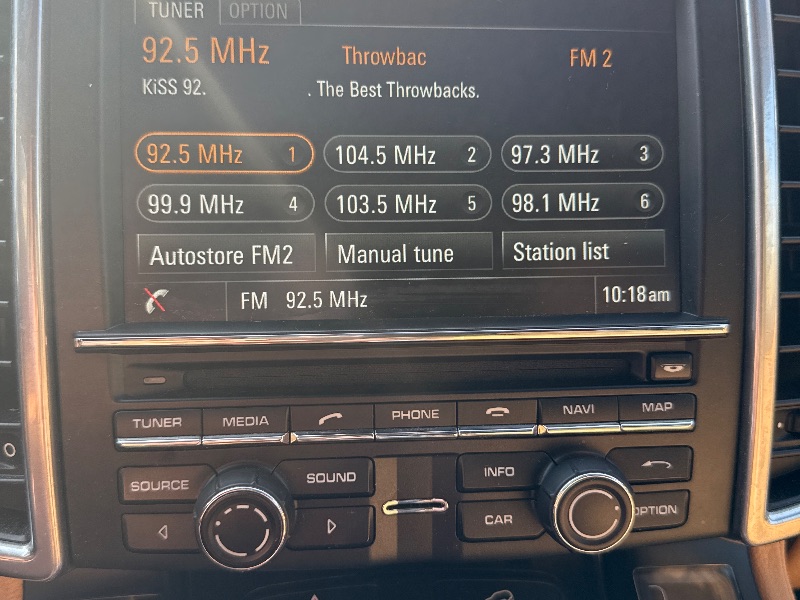 TUNER OPTION
92.5 MHz Throwbac FM 2
KiSS 92. . The Best Throwbacks.
92.5 MHz 1 104.5 MHz 2 97.3 MHz 3
99.9 MHz 4 103.5 MHz 5 98.1 MHz 6
Autostore FM2 Manual tune Station list
FM 92.5 MHz 10:18am
TUNER MEDIA PHONE NAVI MAP
SOURCE SOUND INFO
CAR OPTION